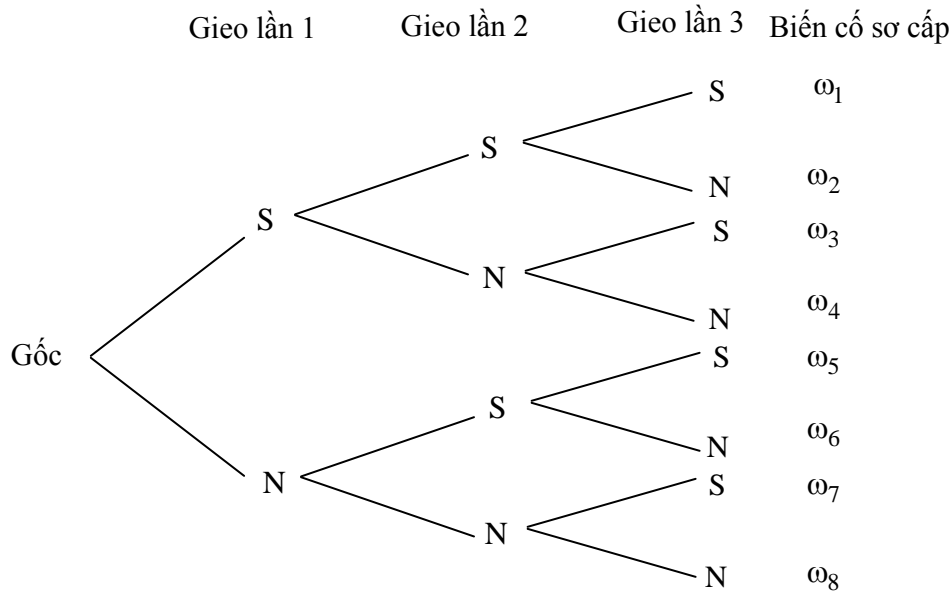 Gieo lần 1 Gieo lần 2 Gieo lần 3 Biến cố sơ cấp
S ω1
S
N ω2
S
S ω3
N
N ω4
Gốc
S ω5
S
N ω6
N
S ω7
N
N ω8